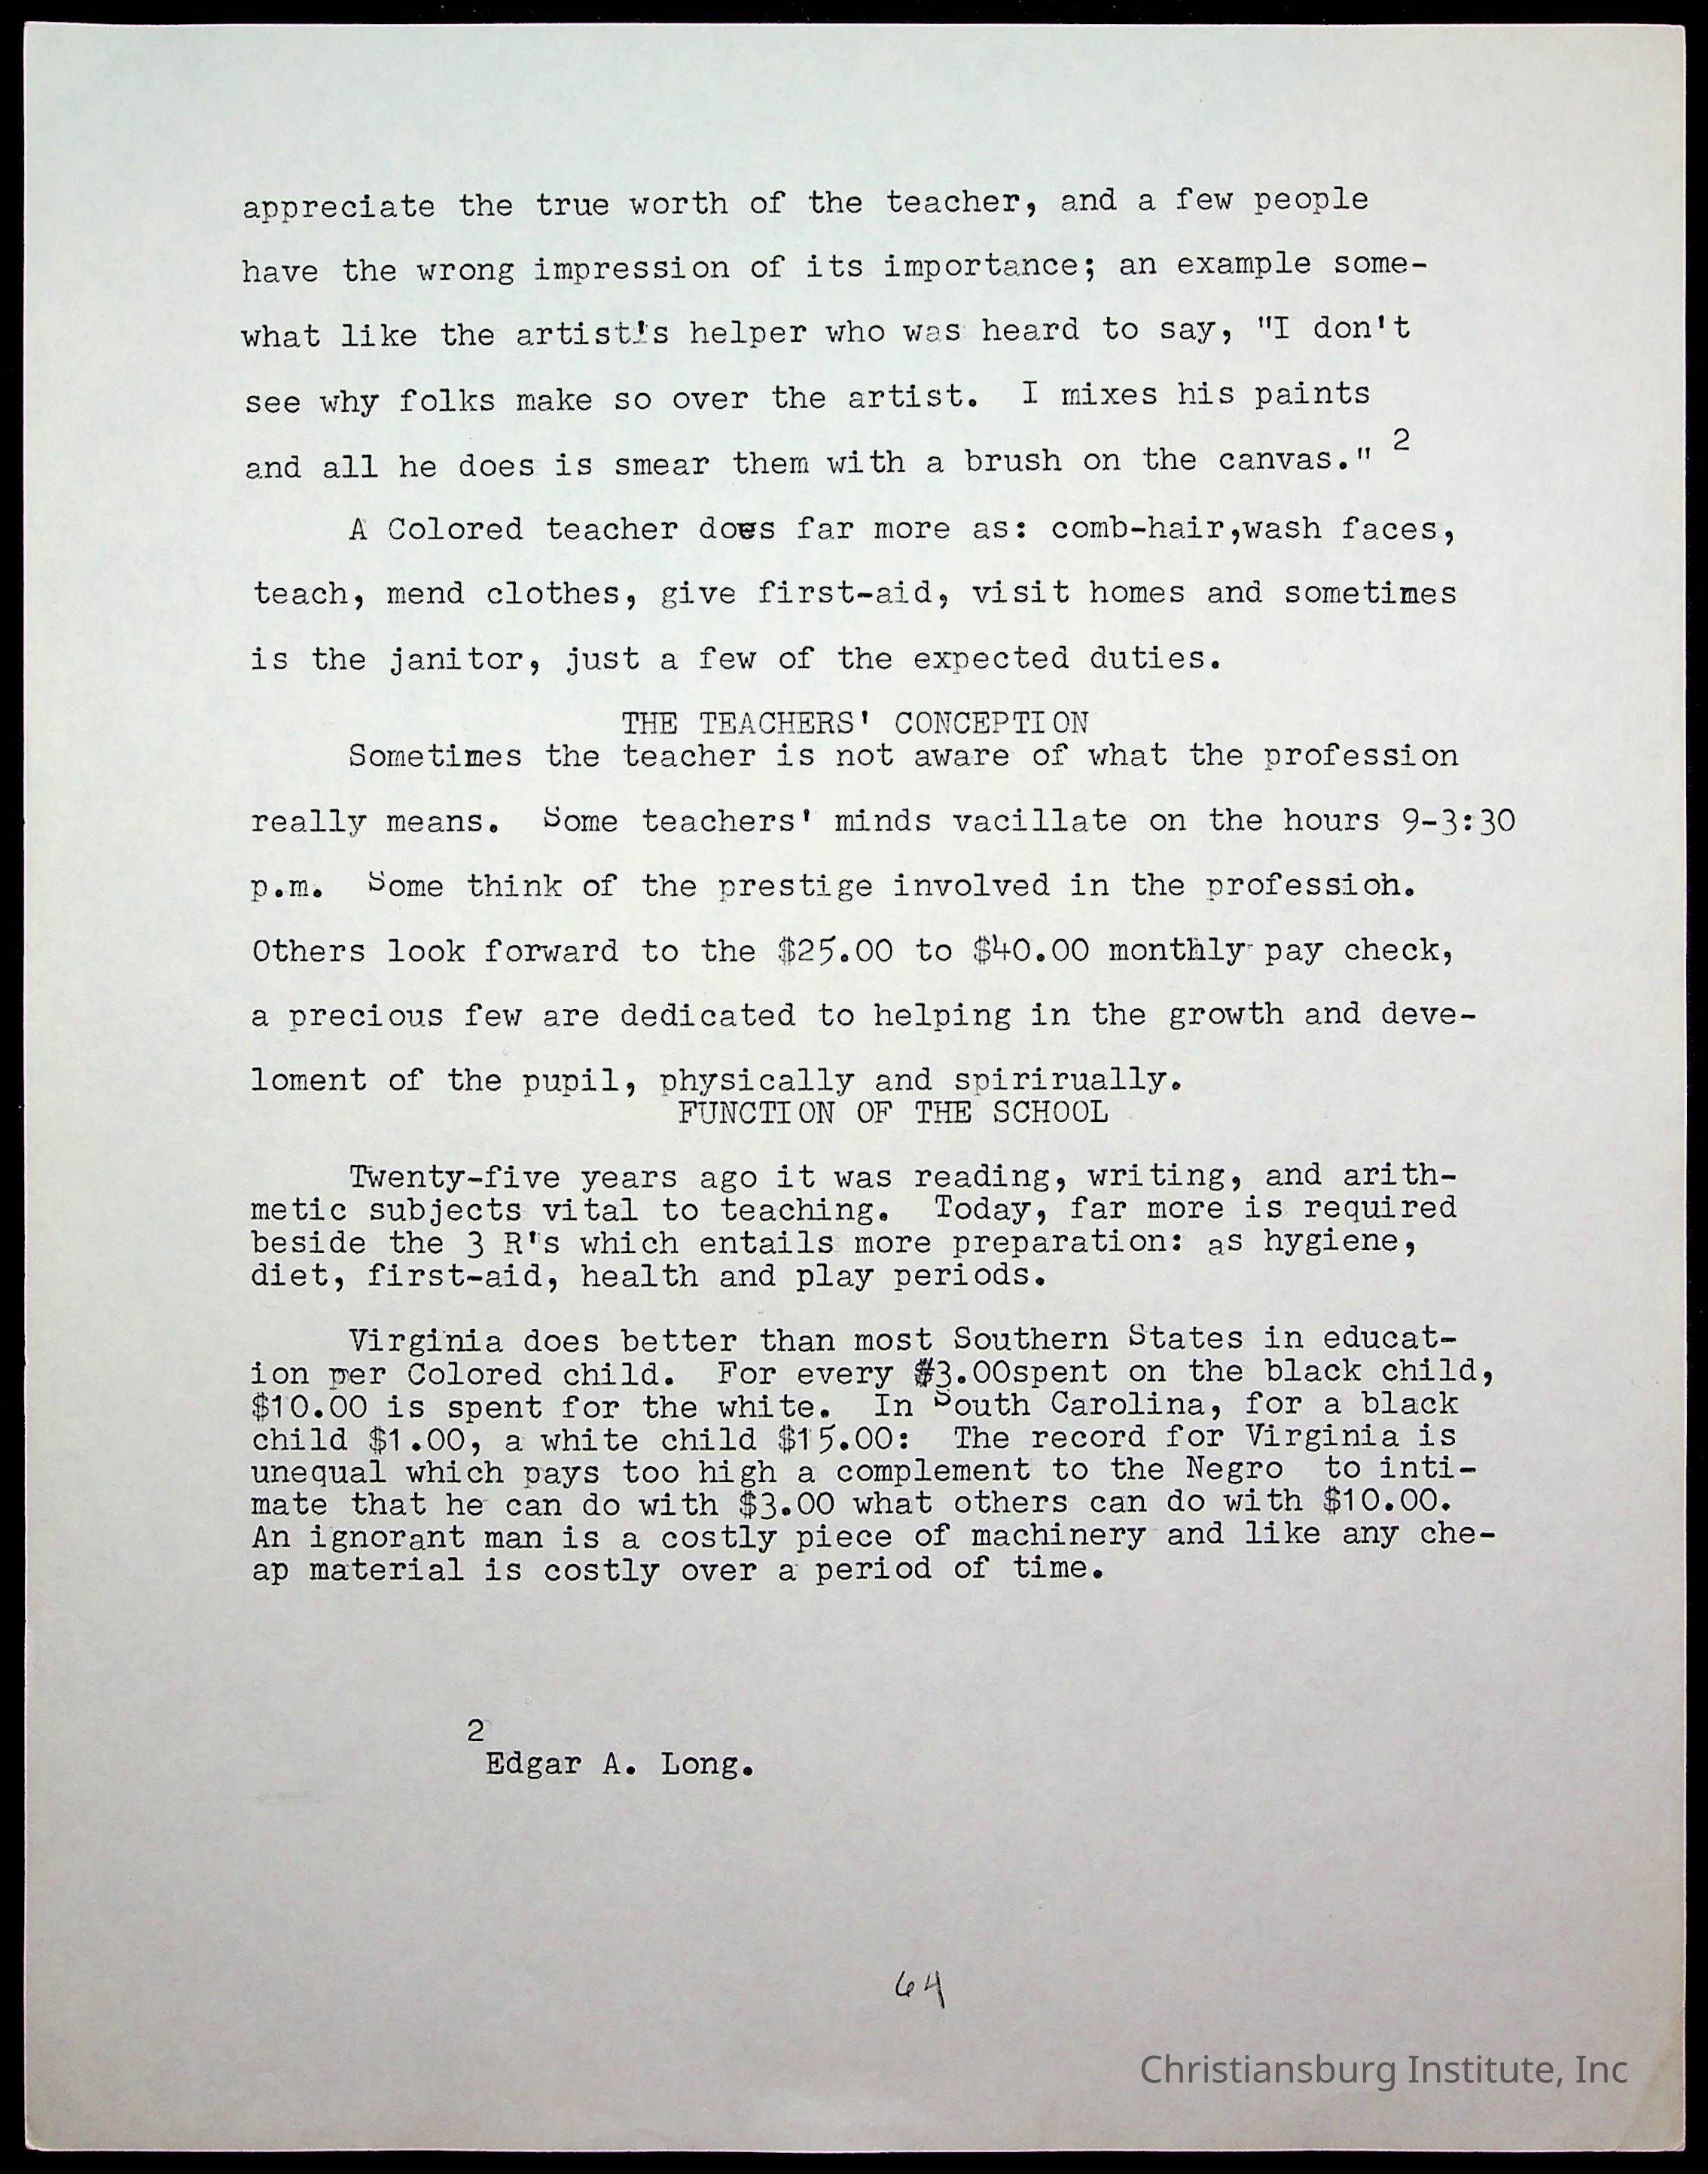 appreciate the true worth of the teacher, and a few people
have the wrong impression of its importance; an example some-
what like the artist's helper who was heard to say, "I don't
see why folks make so over the artist. I mixes his paints
and all he does is smear them with a brush on the canvas." 2
A Colored teacher does far more as: comb-hair,wash faces,
teach, mend clothes, give first-aid, visit homes and sometimes
is the janitor, just a few of the expected duties.
THE TEACHERS' CONCEPTION
Sometimes the teacher is not aware of what the profession
really means. Some teachers' minds vacillate on the hours 9-3:30
p.m. Some think of the prestige involved in the professioh.
Others look forward to the $25.00 to $40.00 monthly pay check,
a precious few are dedicated to helping in the growth and deve-
loment of the pupil, physically and spirirually.
FUNCTION OF THE SCHOOL
Twenty-five years ago it was reading, writing, and arith-
metic subjects vital to teaching. Today, far more is required
beside the 3 R's which entails more preparation: as hygiene,
diet, first-aid, health and play periods.
Virginia does better than most Southern States in educat-
ion per Colored child. For every $3.00spent on the black child,
$10.00 is spent for the white. In South Carolina, for a black
child $1.00, a white child $15.00: The record for Virginia is
unequal which pays too high a complement to the Negro to inti-
mate that he can do with $3.00 what others can do with $10.00.
An ignorant man is a costly piece of machinery and like any che-
ap material is costly over a period of time.
2
Edgar A. Long.
64
Christiansburg Institute, Inc